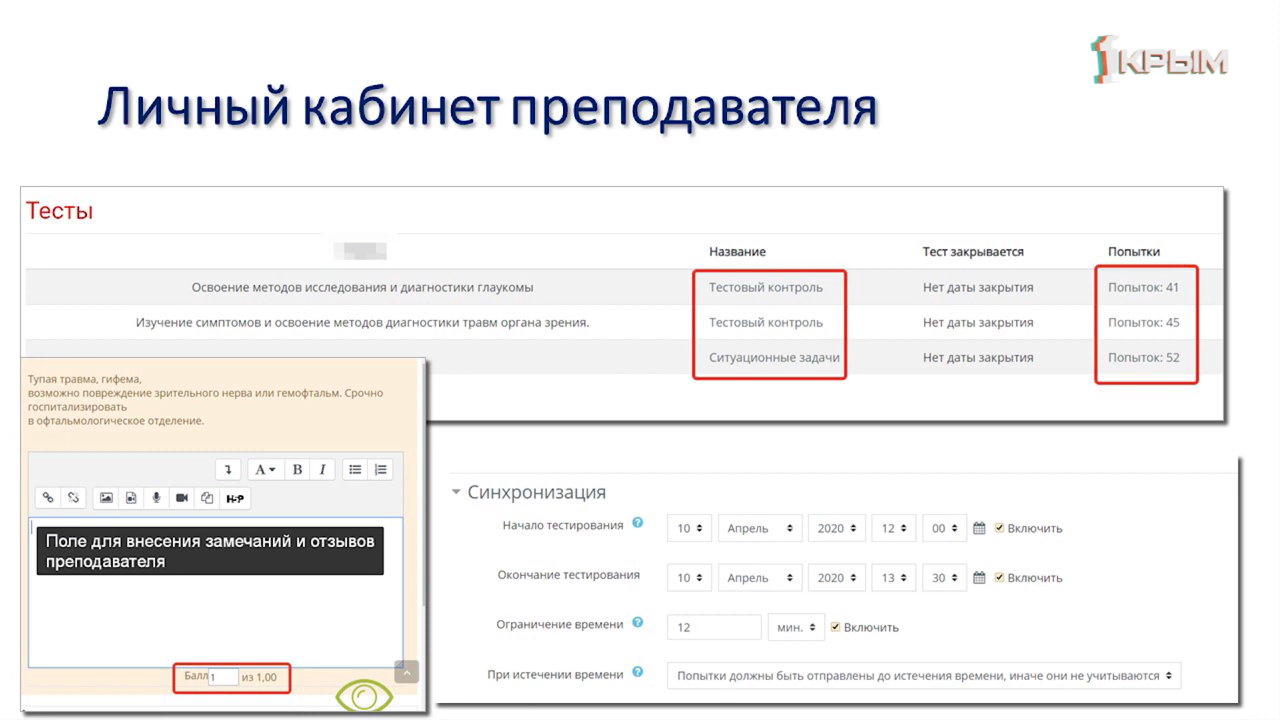 1КРЫМ
Личный кабинет преподавателя
Тесты
Название Тест закрывается Попытки
Освоение методов исследования и диагностики глаукомы Тестовый контроль Нет даты закрытия Попыток: 41
Изучение симптомов и освоение методов диагностики травм органа зрения. Тестовый контроль Нет даты закрытия Попыток: 45
Ситуационные задачи Нет даты закрытия Попыток: 52
Тупая травма, гифема,
возможно повреждение зрительного нерва или гемофтальм. Срочно
госпитализировать
в офтальмологическое отделение.
A B I
H-P
Поле для внесения замечаний и отзывов
преподавателя
Балл 1 из 1,00
Синхронизация
Начало тестирования ? 10 Апрель 2020 12 00 Включить
Окончание тестирования 10 Апрель 2020 13 30 Включить
Ограничение времени ? 12 мин. Включить
При истечении времени ? Попытки должны быть отправлены до истечения времени, иначе они не учитываются